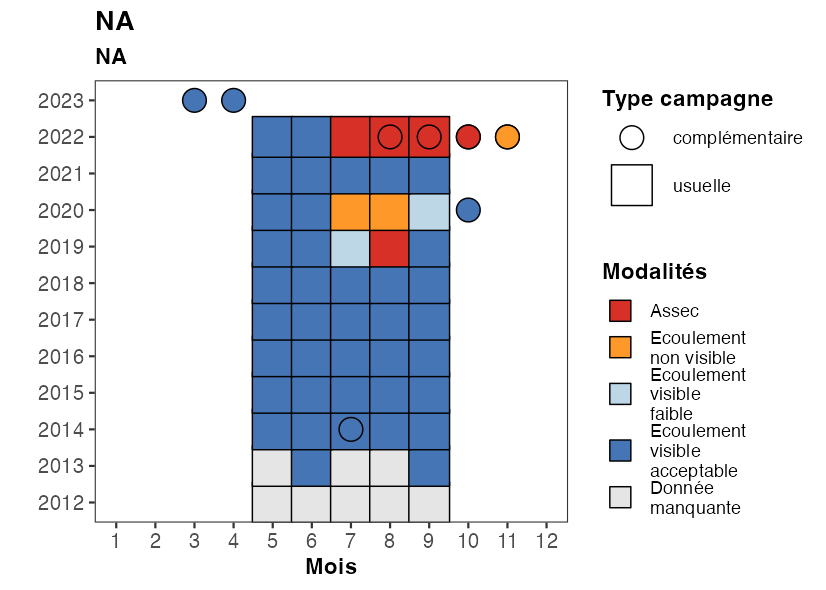 NA
NA
2023
2022
2021
2020
2019
2018
2017
2016
2015
2014
2013
2012
1 2 3 4 5 6 7 8 9 10 11 12
Mois
Type campagne
complémentaire
usuelle
Modalités
Assec
Ecoulement
non visible
Ecoulement
visible
faible
Ecoulement
visible
acceptable
Donnée
manquante